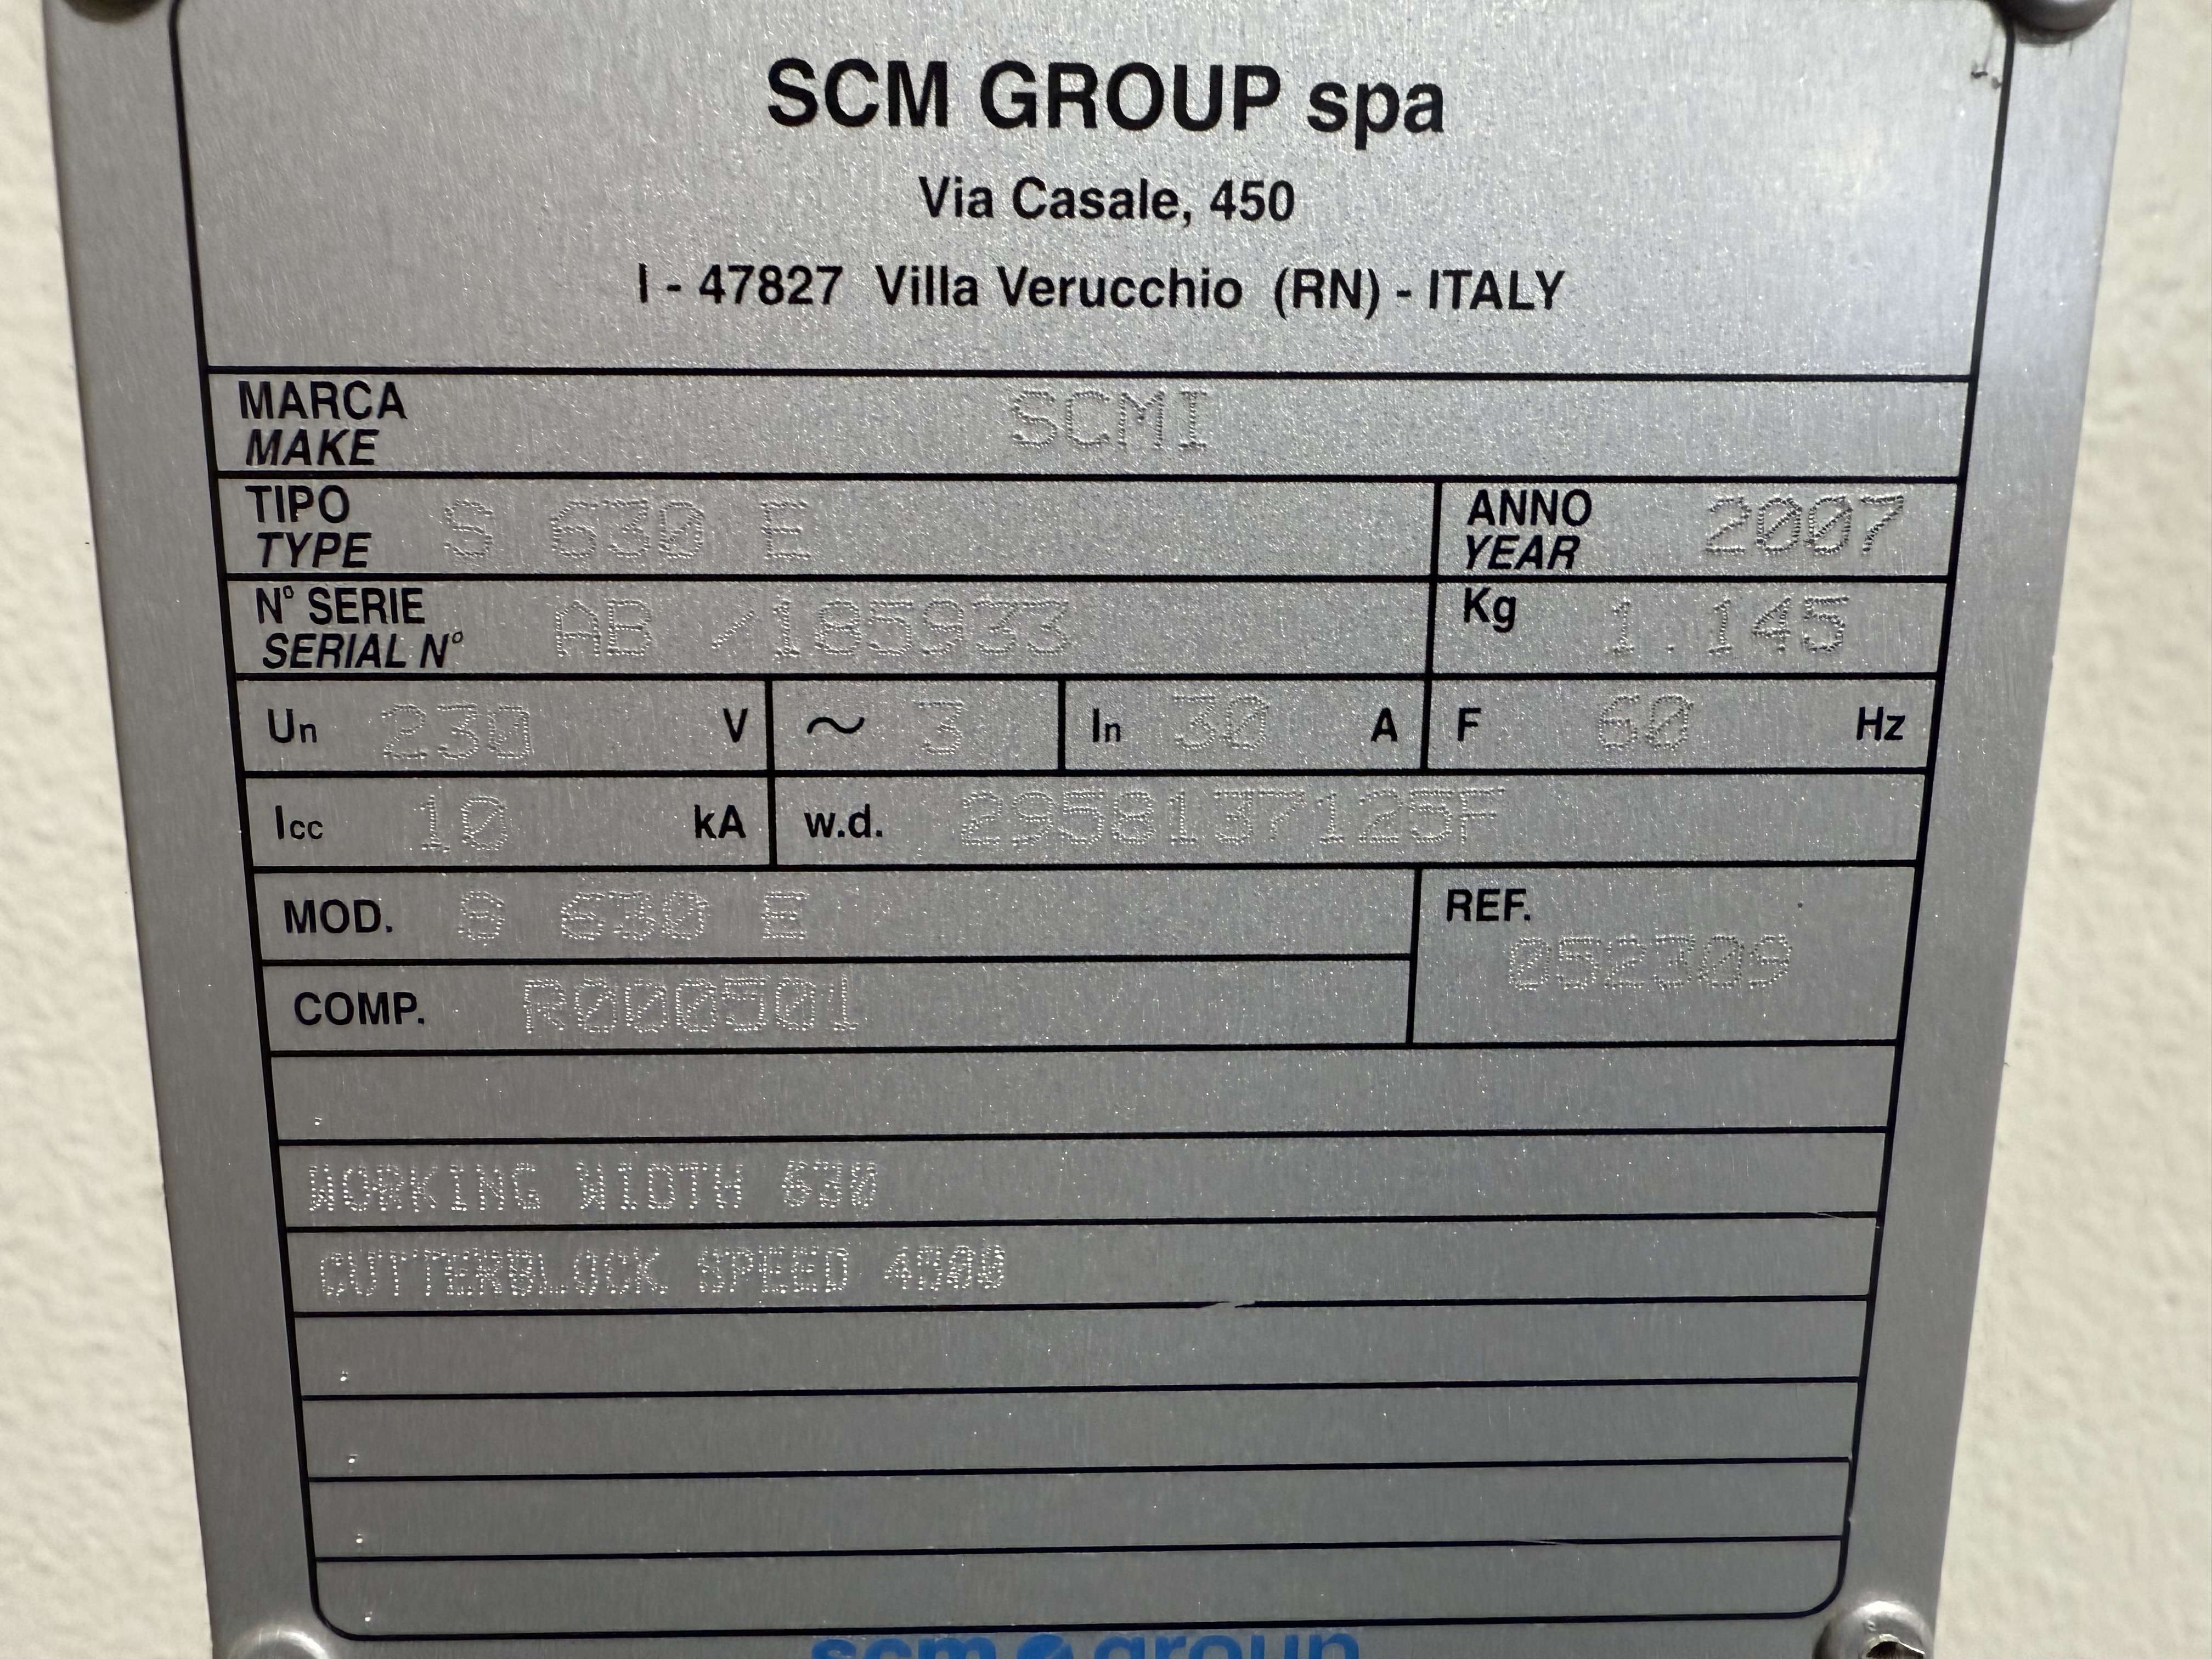 SCM GROUP spa
Via Casale, 450
I - 47827 Villa Verucchio (RN) - ITALY
MARCA
MAKE
SCMI
TIPO
TYPE
S 630 E
ANNO
YEAR
2007
N° SERIE
SERIAL N°
AB /185933
Kg 1.145
Un 230 V
~ 3
In 30 A
F 60 Hz
Icc 10 kA
w.d. 2958137125F
MOD. S 630 E
REF.
052309
COMP. R000501
.
WORKING WIDTH 630
CUTTERBLOCK SPEED 4500
.
.
.
.
scm group